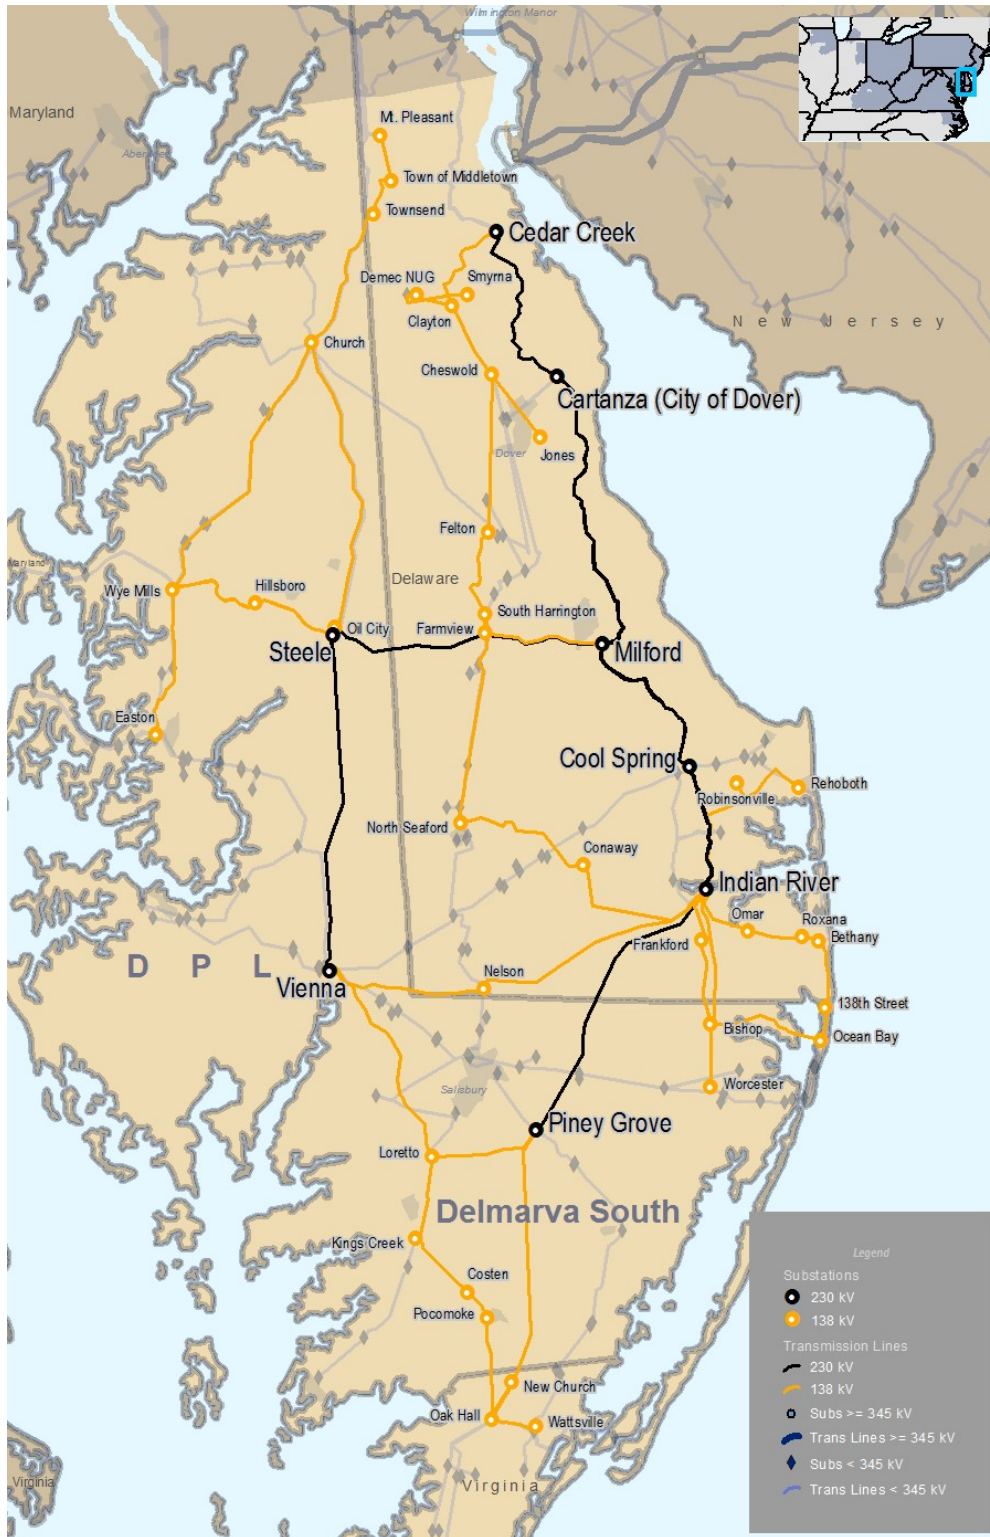 Wilmington Manor
Maryland
Mt. Pleasant
Aberdeen
Town of Middletown
Townsend
Cedar Creek
Demec NUG
Smyrna
Clayton
New Jersey
Church
Cheswold
Cartanza (City of Dover)
Dover
Jones
Felton
Maryland
Delaware
Wye Mills
Hillsboro
South Harrington
Oil City
Farmview
Steele
Milford
Easton
Cool Spring
Rehoboth
Robinsonville
North Seaford
Conaway
Indian River
Omar
Roxana
Bethany
Frankford
D P L
Nelson
Vienna
138th Street
Bishop
Ocean Bay
Salisbury
Worcester
Piney Grove
Loretto
Delmarva South
Kings Creek
Costen
Pocomoke
New Church
Oak Hall
Wattsville
Virginia
Virginia
Legend
Substations
230 kV
138 kV
Transmission Lines
230 kV
138 kV
Subs >= 345 kV
Trans Lines >= 345 kV
Subs < 345 kV
Trans Lines < 345 kV